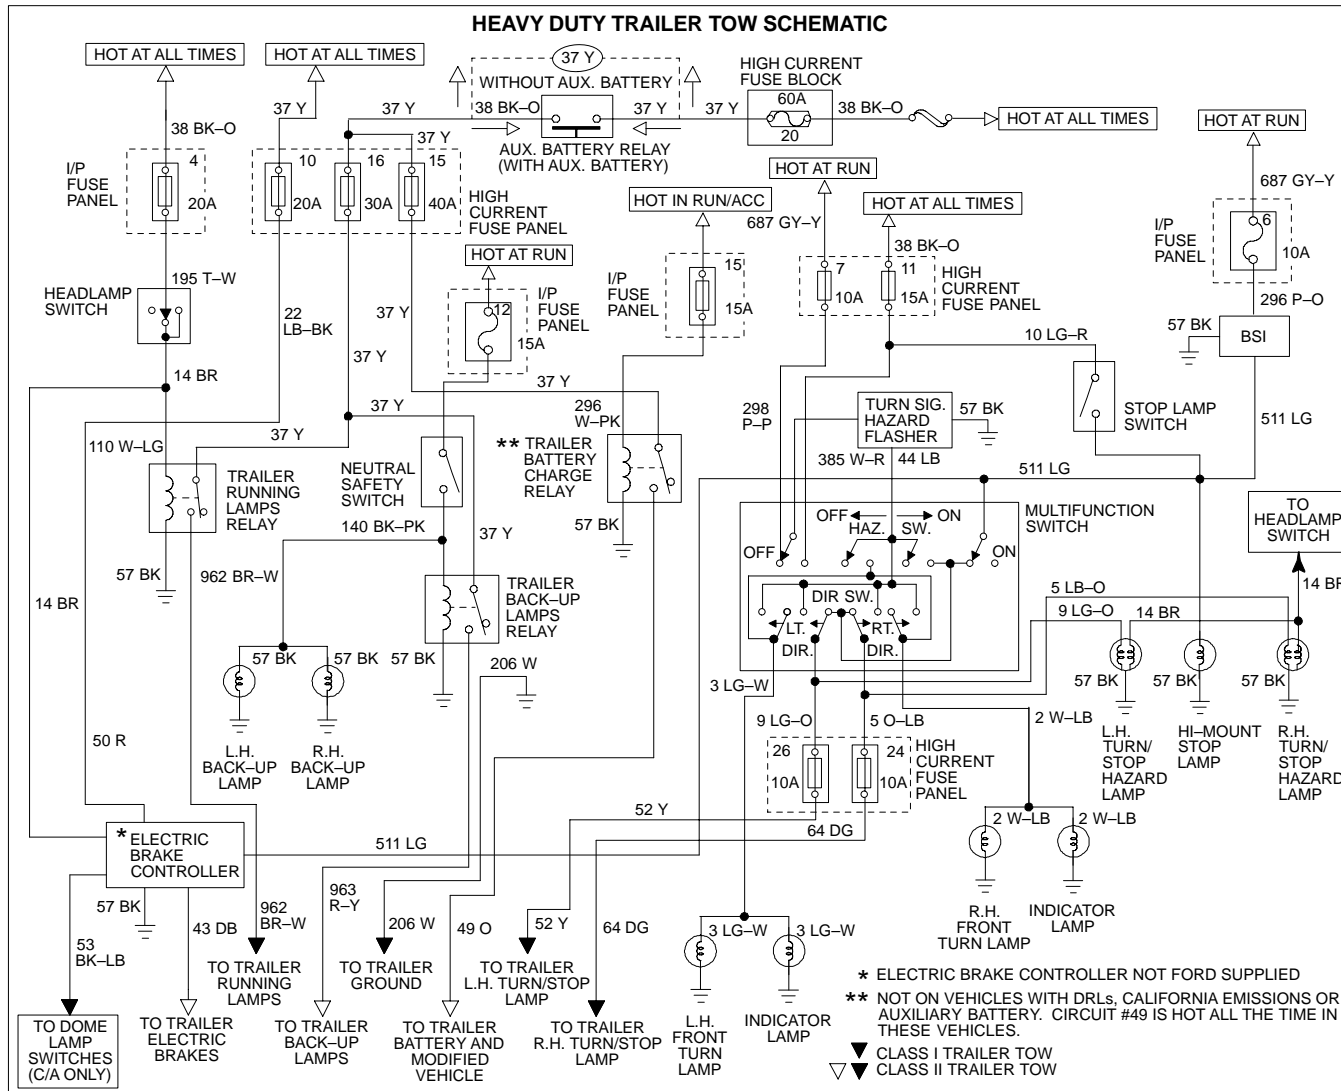 HEAVY DUTY TRAILER TOW SCHEMATIC
HOT AT ALL TIMES
HOT AT ALL TIMES
37 Y
WITHOUT AUX. BATTERY
HIGH CURRENT
FUSE BLOCK
60A
20
37 Y
37 Y
38 BK–O
37 Y
37 Y
38 BK–O
HOT AT ALL TIMES
HOT AT RUN
38 BK–O
37 Y
AUX. BATTERY RELAY
(WITH AUX. BATTERY)
I/P
FUSE
PANEL
4
20A
10
20A
16
30A
15
40A
HIGH
CURRENT
FUSE PANEL
HOT IN RUN/ACC
HOT AT RUN
687 GY–Y
HOT AT ALL TIMES
38 BK–O
687 GY–Y
I/P
FUSE
PANEL
6
10A
HOT AT RUN
195 T–W
HEADLAMP
SWITCH
22
LB–BK
37 Y
37 Y
12
15A
I/P
FUSE
PANEL
I/P
FUSE
PANEL
15
15A
7
10A
11
15A
HIGH
CURRENT
FUSE PANEL
296 P–O
57 BK
BSI
10 LG–R
14 BR
37 Y
37 Y
296
W–PK
298
P–P
TURN SIG.
HAZARD
FLASHER
57 BK
STOP LAMP
SWITCH
511 LG
110 W–LG
37 Y
TRAILER
RUNNING
LAMPS
RELAY
NEUTRAL
SAFETY
SWITCH
** TRAILER
BATTERY
CHARGE
RELAY
385 W–R
44 LB
511 LG
140 BK–PK
37 Y
57 BK
OFF
ON
HAZ.
SW.
MULTIFUNCTION
SWITCH
TO
HEADLAMP
SWITCH
OFF
ON
57 BK
962 BR–W
TRAILER
BACK–UP
LAMPS
RELAY
14 BR
14 BR
5 LB–O
9 LG–O
14 BR
DIR SW.
LT.
RT.
DIR.
DIR.
57 BK
57 BK
57 BK
206 W
3 LG–W
57 BK
57 BK
57 BK
9 LG–O
5 O–LB
2 W–LB
50 R
L.H.
BACK–UP
LAMP
R.H.
BACK–UP
LAMP
26
10A
24
10A
HIGH
CURRENT
FUSE
PANEL
L.H.
TURN/
STOP
HAZARD
LAMP
HI–MOUNT
STOP
LAMP
R.H.
TURN/
STOP
HAZARD
LAMP
52 Y
64 DG
2 W–LB
2 W–LB
* ELECTRIC
BRAKE
CONTROLLER
511 LG
57 BK
43 DB
962
BR–W
963
R–Y
206 W
49 O
52 Y
64 DG
53
BK–LB
R.H.
FRONT
TURN LAMP
INDICATOR
LAMP
3 LG–W
3 LG–W
TO DOME
LAMP
SWITCHES
(C/A ONLY)
TO TRAILER
ELECTRIC
BRAKES
TO TRAILER
RUNNING
LAMPS
TO TRAILER
BACK–UP
LAMPS
TO TRAILER
GROUND
TO TRAILER
BATTERY AND
MODIFIED
VEHICLE
TO TRAILER
L.H. TURN/STOP
LAMP
TO TRAILER
R.H. TURN/STOP
LAMP
L.H.
FRONT
TURN
LAMP
INDICATOR
LAMP
* ELECTRIC BRAKE CONTROLLER NOT FORD SUPPLIED
** NOT ON VEHICLES WITH DRLs, CALIFORNIA EMISSIONS OR
AUXILIARY BATTERY. CIRCUIT #49 IS HOT ALL THE TIME IN
THESE VEHICLES.
CLASS I TRAILER TOW
CLASS II TRAILER TOW